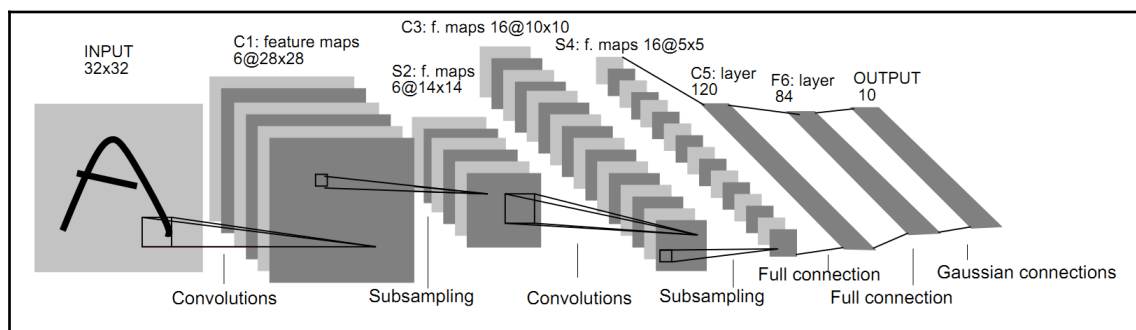 INPUT
32x32
C1: feature maps
6@28x28
S2: f. maps
6@14x14
C3: f. maps 16@10x10
S4: f. maps 16@5x5
C5: layer
120
F6: layer
84
OUTPUT
10
Convolutions
Subsampling
Convolutions
Subsampling
Full connection
Full connection
Gaussian connections